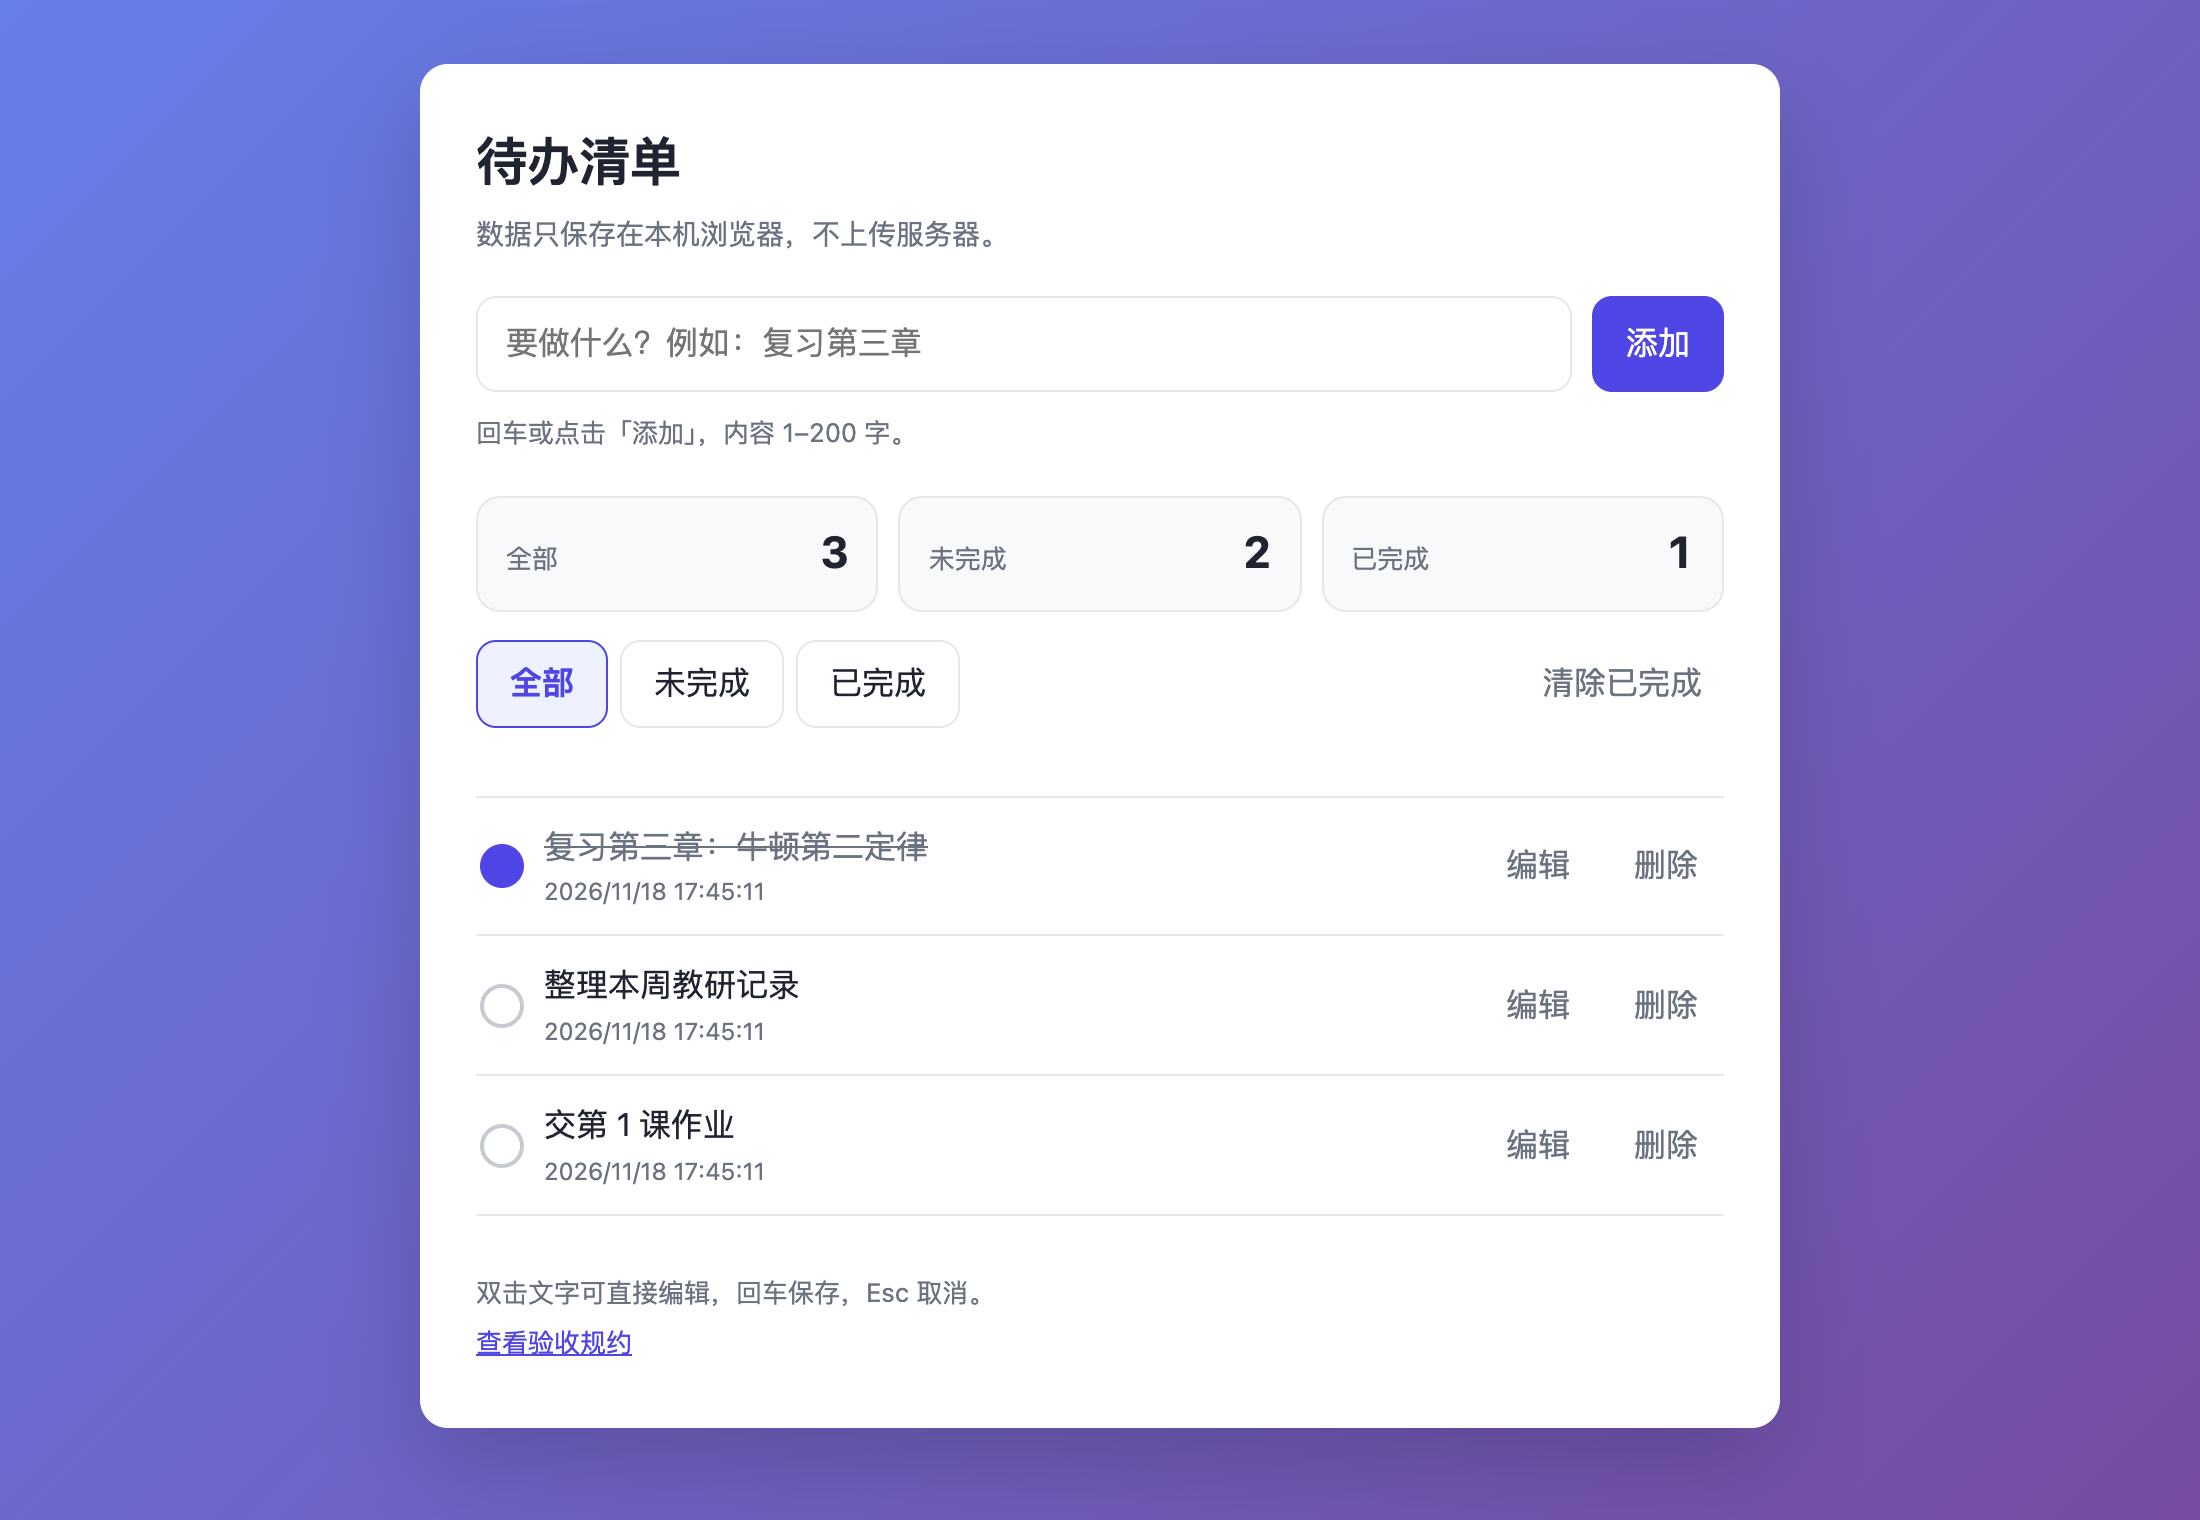 待办清单
数据只保存在本机浏览器，不上传服务器。
要做什么？例如：复习第三章
添加
回车或点击「添加」，内容 1–200 字。
全部 3
未完成 2
已完成 1
全部 未完成 已完成 清除已完成
复习第三章：牛顿第二定律 编辑 删除
2026/11/18 17:45:11
整理本周教研记录 编辑 删除
2026/11/18 17:45:11
交第 1 课作业 编辑 删除
2026/11/18 17:45:11
双击文字可直接编辑，回车保存，Esc 取消。
查看验收规约